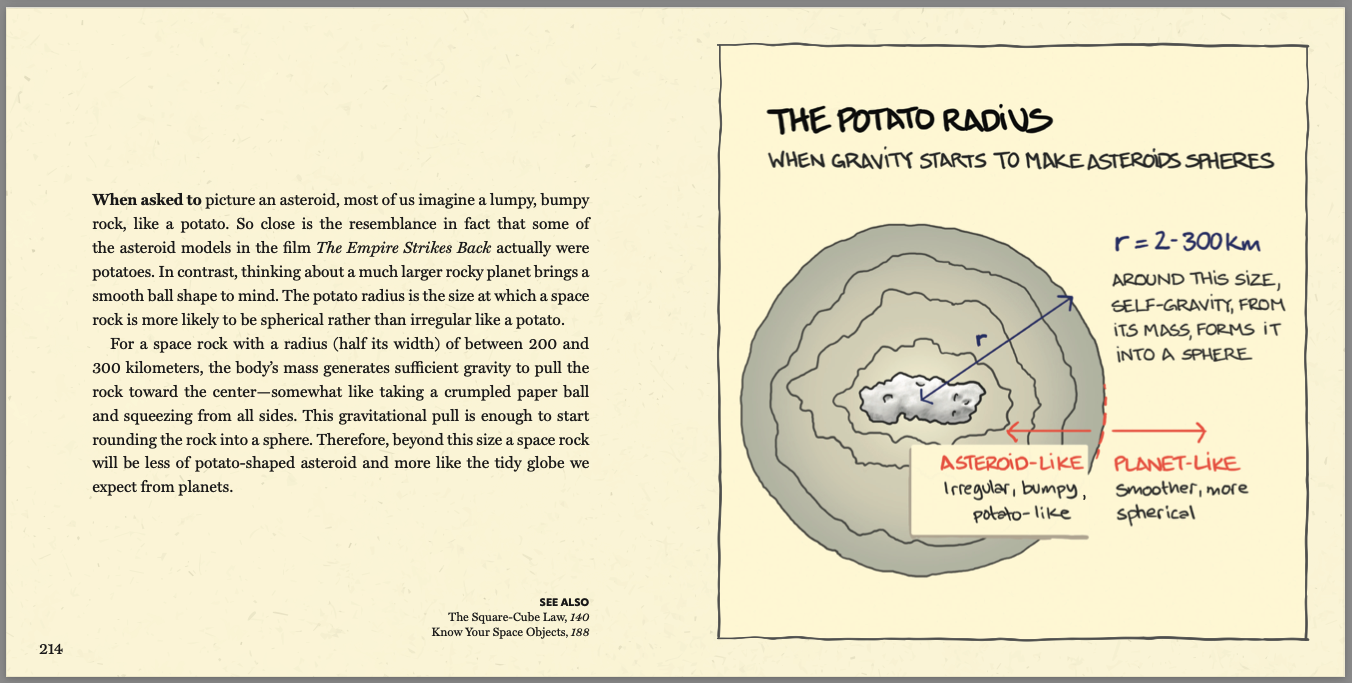 When asked to picture an asteroid, most of us imagine a lumpy, bumpy
rock, like a potato. So close is the resemblance in fact that some of
the asteroid models in the film The Empire Strikes Back actually were
potatoes. In contrast, thinking about a much larger rocky planet brings a
smooth ball shape to mind. The potato radius is the size at which a space
rock is more likely to be spherical rather than irregular like a potato.
For a space rock with a radius (half its width) of between 200 and
300 kilometers, the body's mass generates sufficient gravity to pull the
rock toward the center—somewhat like taking a crumpled paper ball
and squeezing from all sides. This gravitational pull is enough to start
rounding the rock into a sphere. Therefore, beyond this size a space rock
will be less of potato-shaped asteroid and more like the tidy globe we
expect from planets.
SEE ALSO
The Square-Cube Law, 140
Know Your Space Objects, 188
214
THE POTATO RADIUS
WHEN GRAVITY STARTS TO MAKE ASTEROIDS SPHERES
r = 2-300km
AROUND THIS SIZE,
SELF-GRAVITY, FROM
ITS MASS, FORMS IT
INTO A SPHERE
r
ASTEROID-LIKE
Irregular, bumpy,
potato-like
PLANET-LIKE
Smoother, more
spherical